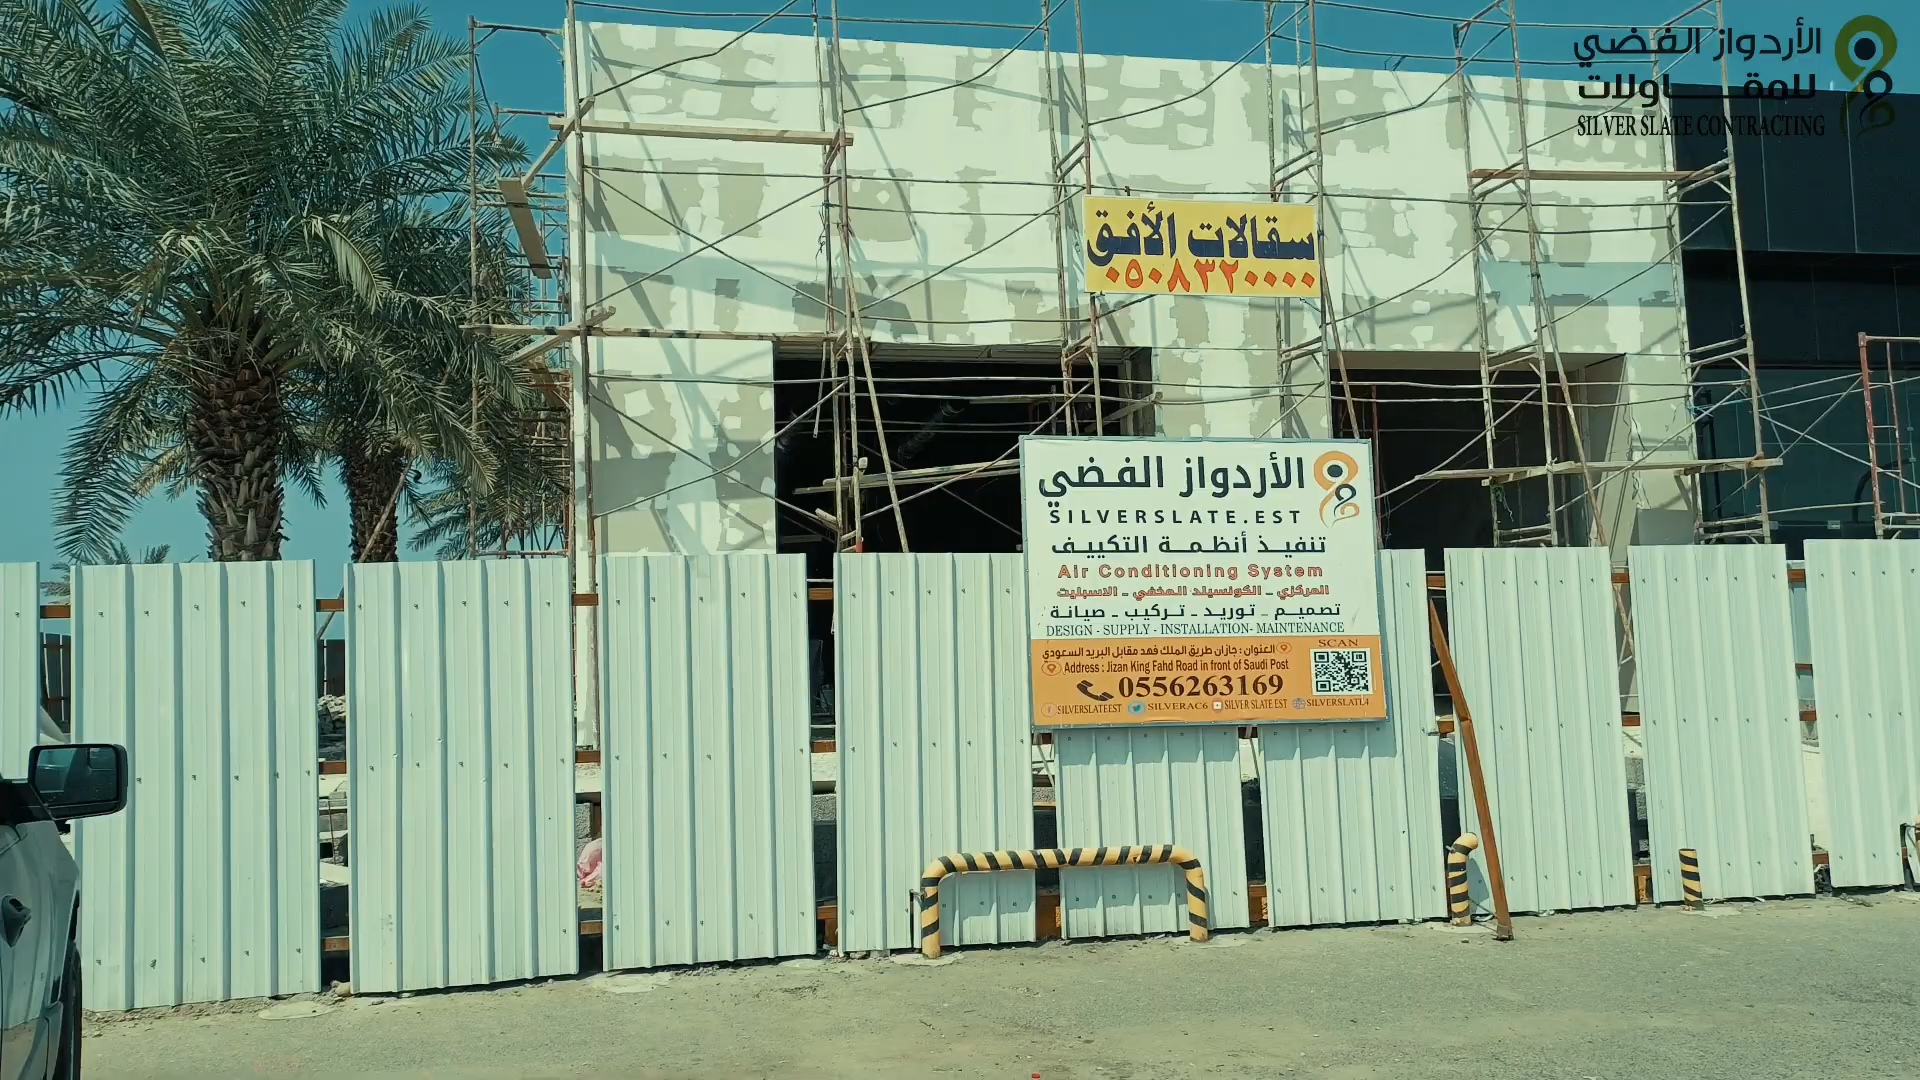 الأردواز الفضي
للمقاولات
SILVER SLATE CONTRACTING
سقالات الأفق
٠٥٠٨٣٢٠٠٠٠
الأردواز الفضي
SILVERSLATE.EST
تنفيذ أنظمة التكييف
Air Conditioning System
المركزي - الكونسيلد المخفي - الاسبليت
تصميم - توريد - تركيب - صيانة
DESIGN - SUPPLY - INSTALLATION- MAINTENANCE
SCAN
العنوان : جازان طريق الملك فهد مقابل البريد السعودي
Address : Jizan King Fahd Road in front of Saudi Post
0556263169
SILVERSLATEEST SILVERAC6 SILVER SLATE EST